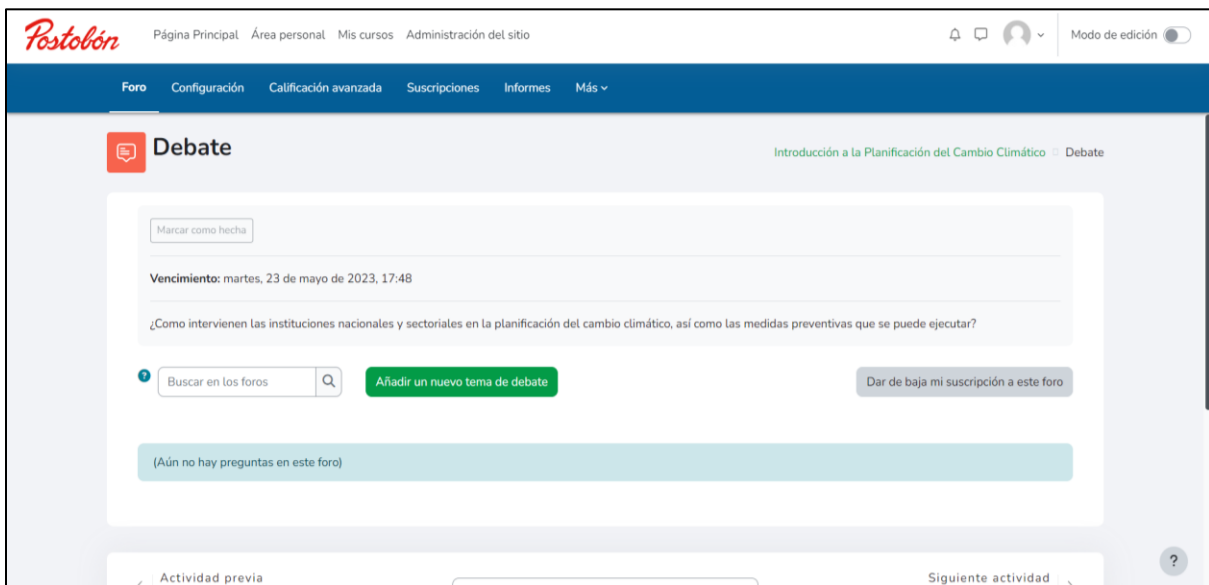 Postobón
Página Principal Área personal Mis cursos Administración del sitio
Modo de edición
Foro Configuración Calificación avanzada Suscripciones Informes Más
Debate
Introducción a la Planificación del Cambio Climático Debate
Marcar como hecha
Vencimiento: martes, 23 de mayo de 2023, 17:48
¿Como intervienen las instituciones nacionales y sectoriales en la planificación del cambio climático, así como las medidas preventivas que se puede ejecutar?
? Buscar en los foros Añadir un nuevo tema de debate Dar de baja mi suscripción a este foro
(Aún no hay preguntas en este foro)
Actividad previa Siguiente actividad
?